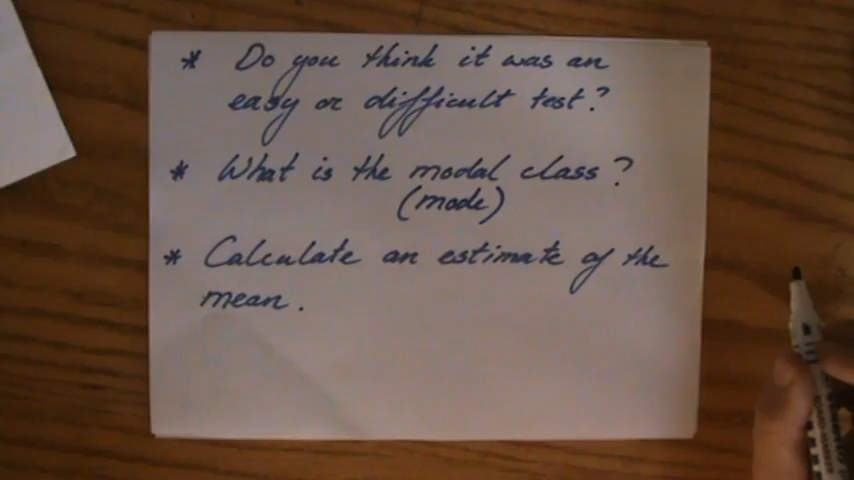 * Do you think it was an
easy or difficult test?
* What is the modal class?
(mode)
* Calculate an estimate of the
mean.